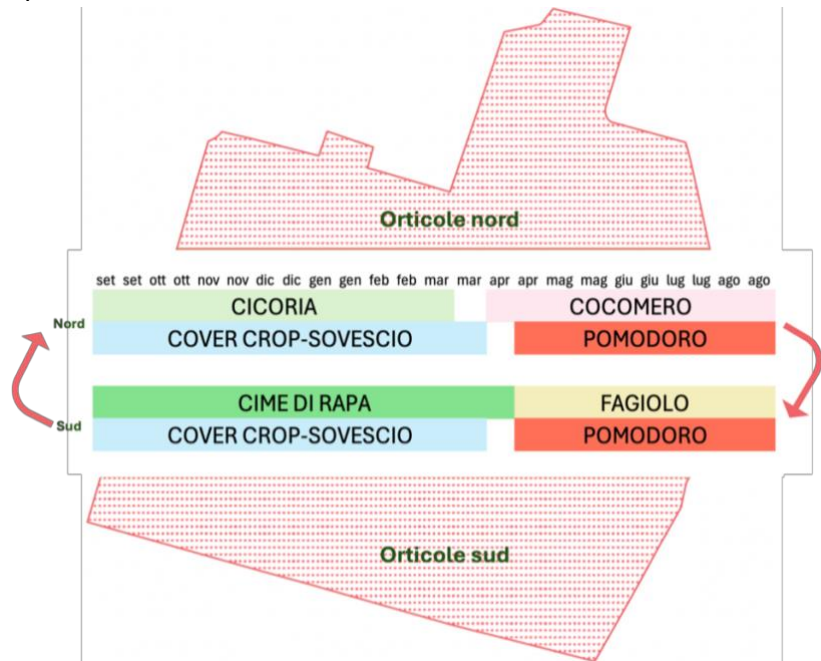 Orticole nord
set set ott ott nov nov dic dic gen gen feb feb mar mar apr apr mag mag giu giu lug lug ago ago
CICORIA COCOMERO
Nord
COVER CROP-SOVESCIO POMODORO
CIME DI RAPA FAGIOLO
Sud
COVER CROP-SOVESCIO POMODORO
Orticole sud